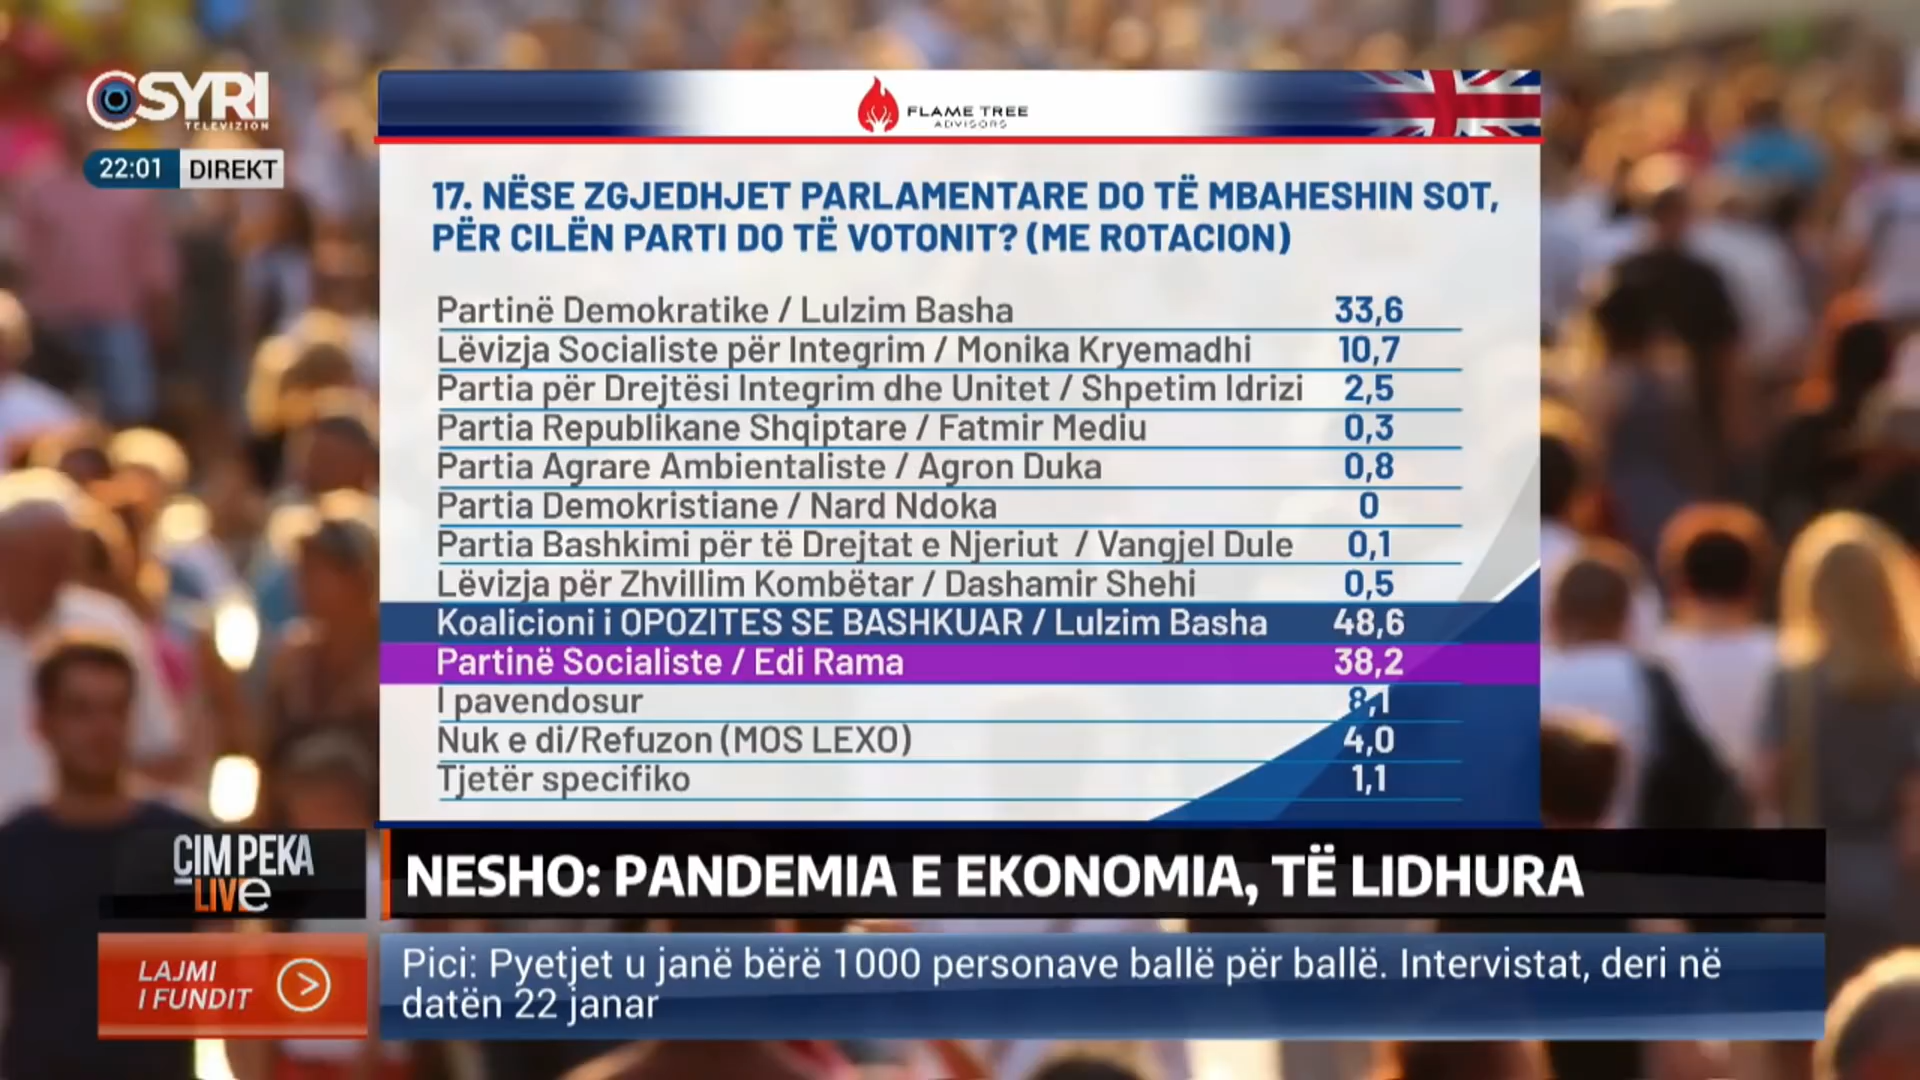 SYRI
TELEVIZION
22:01 DIREKT
FLAME TREE
ADVISORS
17. NËSE ZGJEDHJET PARLAMENTARE DO TË MBAHESHIN SOT,
PËR CILËN PARTI DO TË VOTONIT? (ME ROTACION)
Partinë Demokratike / Lulzim Basha 33,6
Lëvizja Socialiste për Integrim / Monika Kryemadhi 10,7
Partia për Drejtësi Integrim dhe Unitet / Shpetim Idrizi 2,5
Partia Republikane Shqiptare / Fatmir Mediu 0,3
Partia Agrare Ambientaliste / Agron Duka 0,8
Partia Demokristiane / Nard Ndoka 0
Partia Bashkimi për të Drejtat e Njeriut / Vangjel Dule 0,1
Lëvizja për Zhvillim Kombëtar / Dashamir Shehi 0,5
Koalicioni i OPOZITES SE BASHKUAR / Lulzim Basha 48,6
Partinë Socialiste / Edi Rama 38,2
I pavendosur 8,1
Nuk e di/Refuzon (MOS LEXO) 4,0
Tjetër specifiko 1,1
ÇIM PEKA
LIVE
NESHO: PANDEMIA E EKONOMIA, TË LIDHURA
LAJMI
I FUNDIT
Pici: Pyetjet u janë bërë 1000 personave ballë për ballë. Intervistat, deri në
datën 22 janar